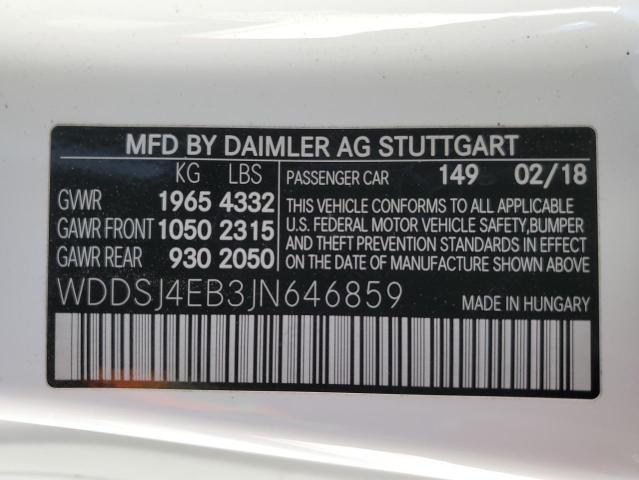 MFD BY DAIMLER AG STUTTGART
KG LBS
GVWR 1965 4332
GAWR FRONT 1050 2315
GAWR REAR 930 2050
PASSENGER CAR 149 02/18
THIS VEHICLE CONFORMS TO ALL APPLICABLE
U.S. FEDERAL MOTOR VEHICLE SAFETY,BUMPER
AND THEFT PREVENTION STANDARDS IN EFFECT
ON THE DATE OF MANUFACTURE SHOWN ABOVE
WDDSJ4EB3JN646859
MADE IN HUNGARY